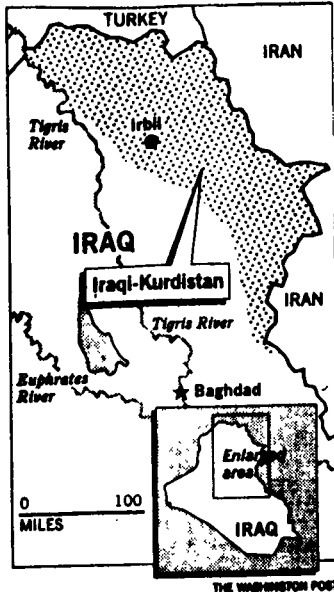 TURKEY
IRAN
Tigris
River
Irbil
IRAQ
Iraqi-Kurdistan
IRAN
Tigris River
Euphrates
River
Baghdad
Enlarged
area
0 100
MILES
IRAQ
THE WASHINGTON POST